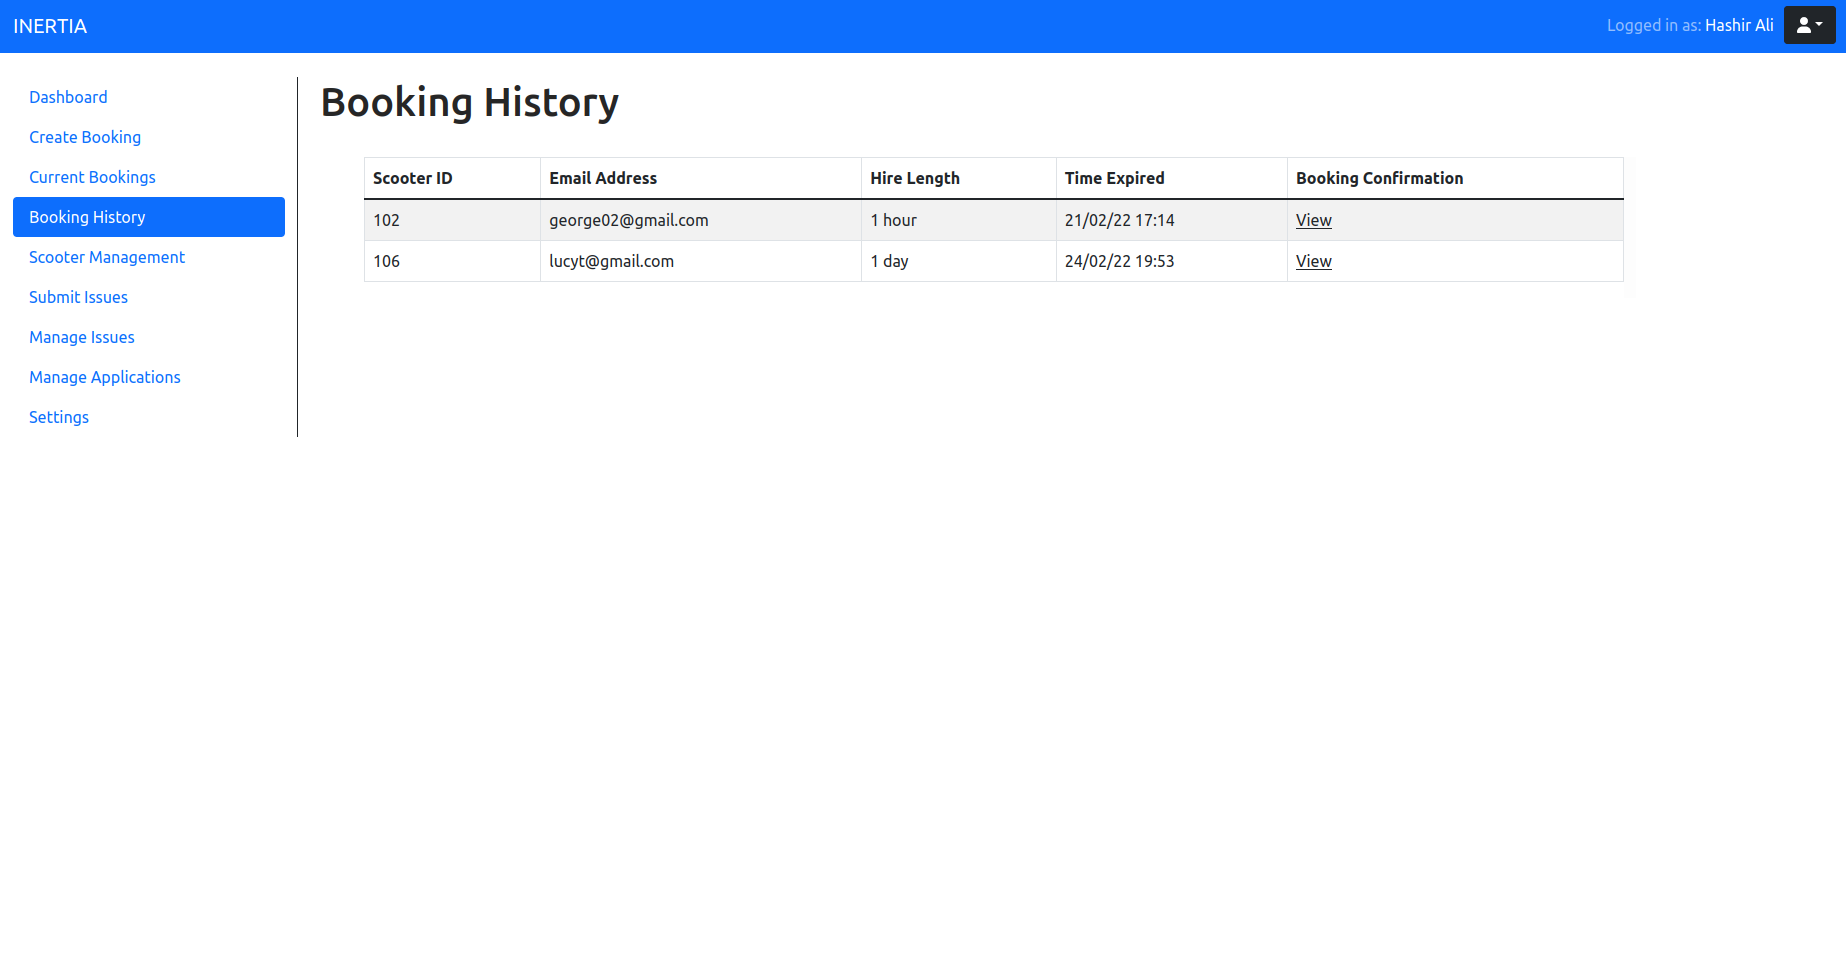 INERTIA
Logged in as: Hashir Ali
Dashboard
Create Booking
Current Bookings
Booking History
Scooter Management
Submit Issues
Manage Issues
Manage Applications
Settings
Booking History
Scooter ID Email Address Hire Length Time Expired Booking Confirmation
102 george02@gmail.com 1 hour 21/02/22 17:14 View
106 lucyt@gmail.com 1 day 24/02/22 19:53 View